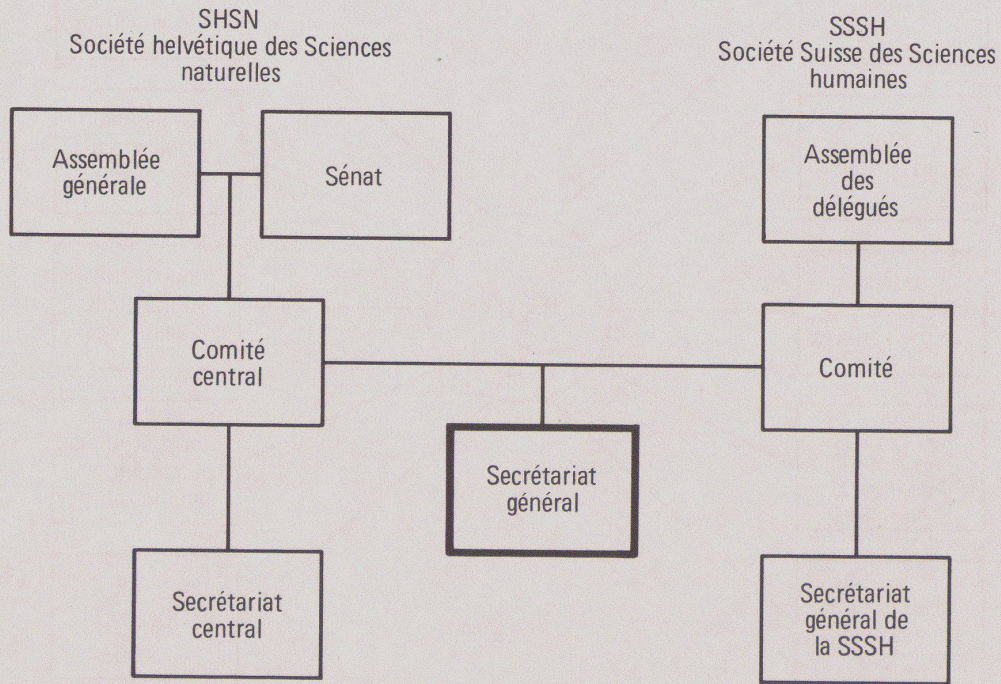 SHSN
Société helvétique des Sciences
naturelles
SSSH
Société Suisse des Sciences
humaines
Assemblée
générale
Sénat
Assemblée
des
délégués
Comité
central
Comité
Secrétariat
général
Secrétariat
central
Secrétariat
général de
la SSSH